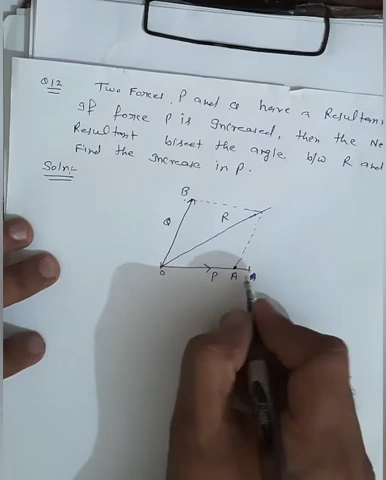 Q12 Two Forces P and Q have a Resultan
If force P is increased, then the Ne
Resultant bisect the angle b/w R and
Find the increase in P.
Soln:-
B
Q
R
O
P
A